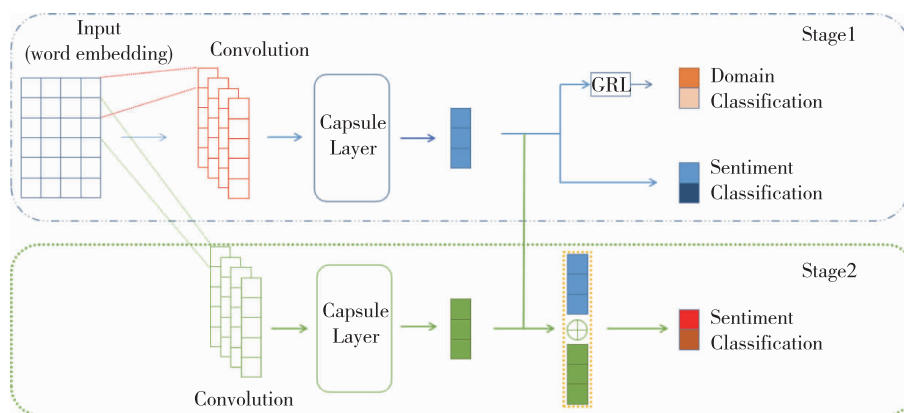 Stage1
Input
(word embedding)
Convolution
Capsule
Layer
GRL
Domain
Classification
Sentiment
Classification
Stage2
Capsule
Layer
Sentiment
Classification
Convolution